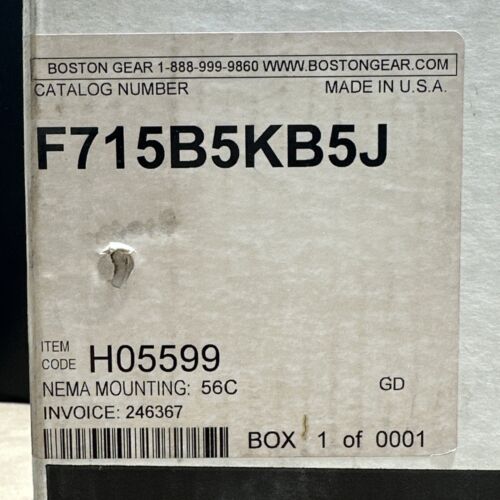 BOSTON GEAR 1-888-999-9860 WWW.BOSTONGEAR.COM
CATALOG NUMBER MADE IN U.S.A.
F715B5KB5J
ITEM
CODE H05599
NEMA MOUNTING: 56C GD
INVOICE: 246367
BOX 1 of 0001